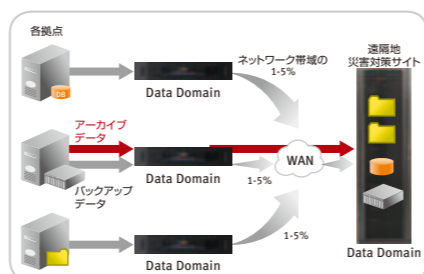 各拠点
ネットワーク帯域の
1-5%
遠隔地
災害対策サイト
DB
Data Domain
アーカイブ
データ
WAN
Data Domain
1-5%
バックアップ
データ
1-5%
Data Domain
Data Domain